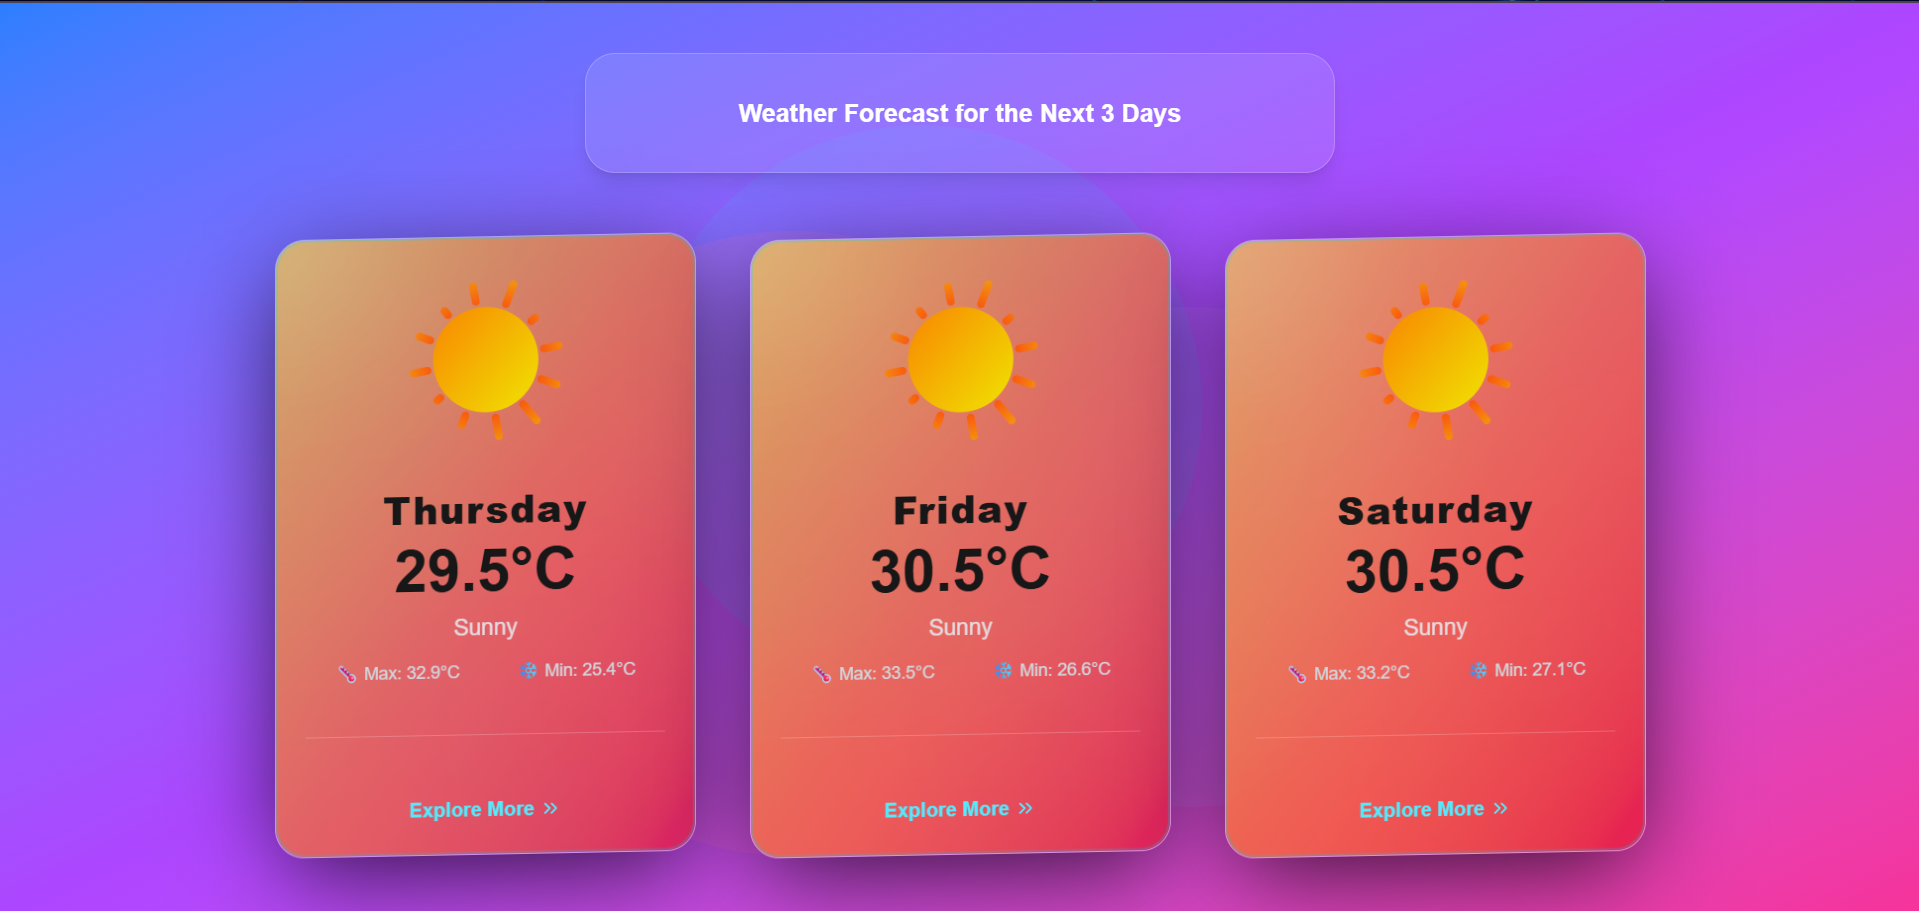 Weather Forecast for the Next 3 Days
Thursday
29.5°C
Sunny
Max: 32.9°C Min: 25.4°C
Explore More
Friday
30.5°C
Sunny
Max: 33.5°C Min: 26.6°C
Explore More
Saturday
30.5°C
Sunny
Max: 33.2°C Min: 27.1°C
Explore More